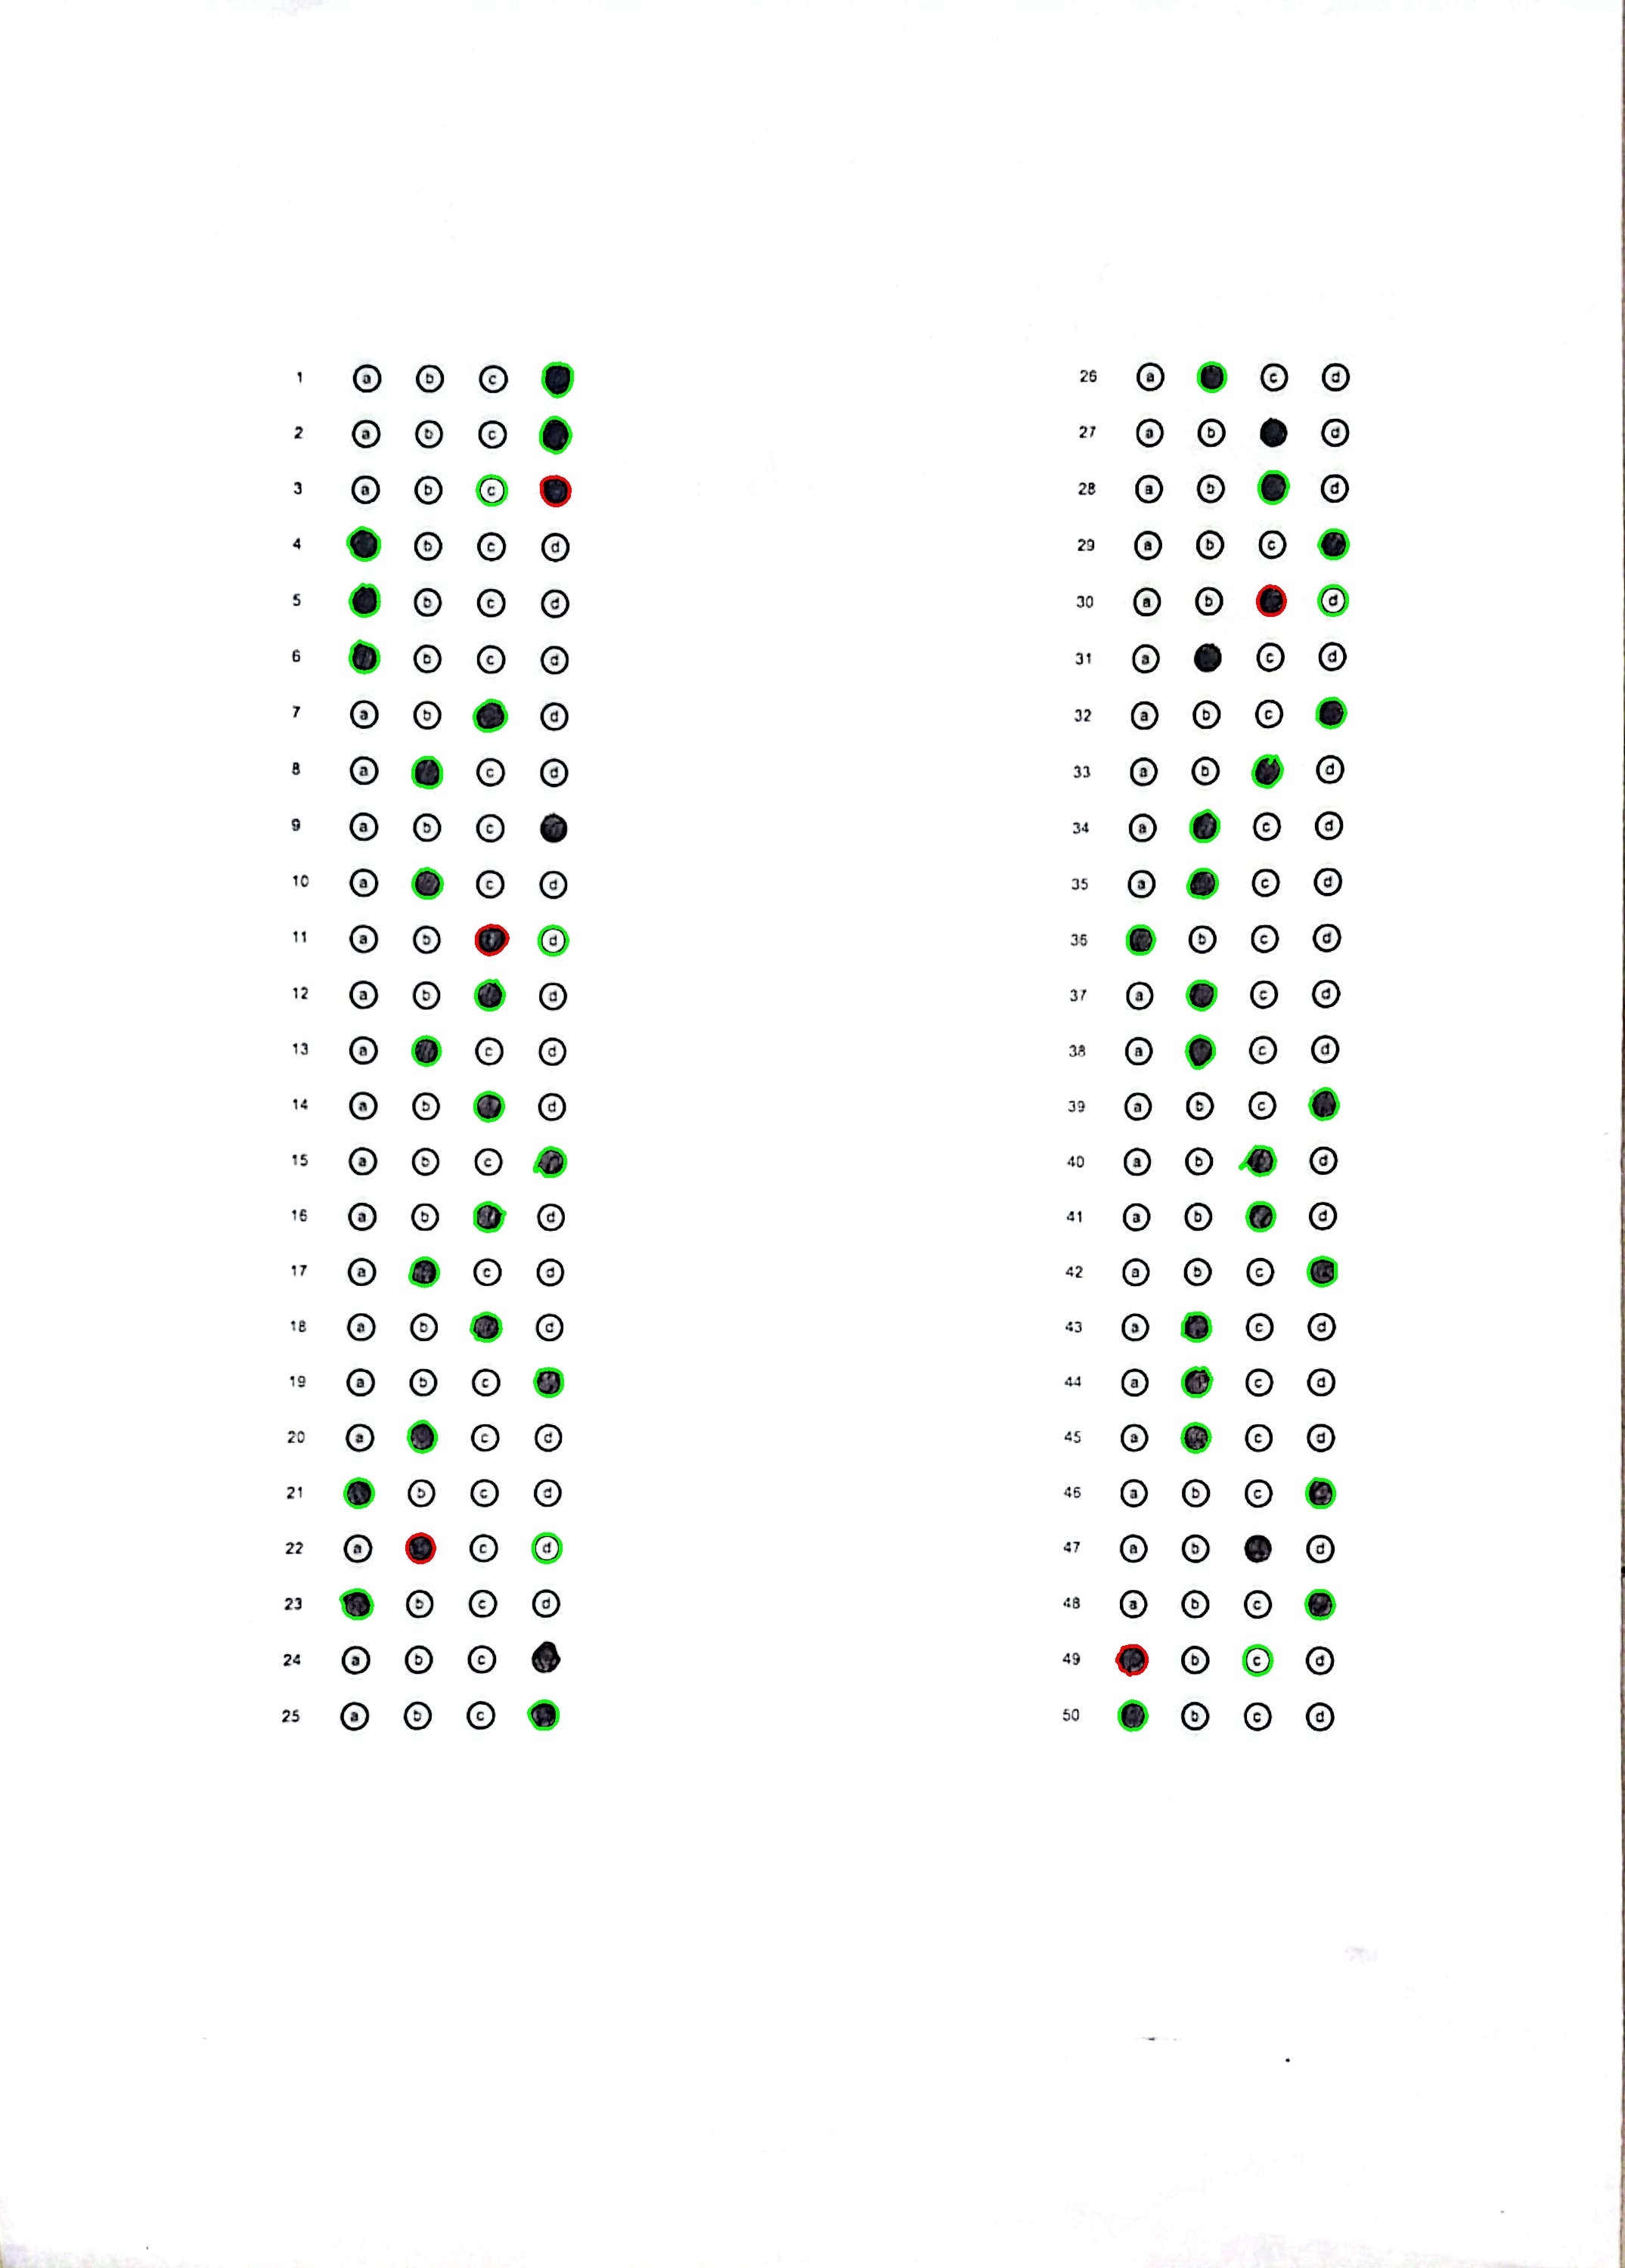 1 a b c
2 a b c
3 a b c
4 b c d
5 b c d
6 b c d
7 a b d
8 a c d
9 a b c
10 a c d
11 a b d
12 a b d
13 a c d
14 a b d
15 a b c
16 a b d
17 a c d
18 a b d
19 a b c
20 a c d
21 b c d
22 a c d
23 b c d
24 a b c
25 a b c
26 a c d
27 a b d
28 a b d
29 a b c
30 a b d
31 a c d
32 a b c
33 a b d
34 a c d
35 a c d
36 b c d
37 a c d
38 a c d
39 a b c
40 a b d
41 a b d
42 a b c
43 a c d
44 a c d
45 a c d
46 a b c
47 a b d
48 a b c
49 b c d
50 b c d